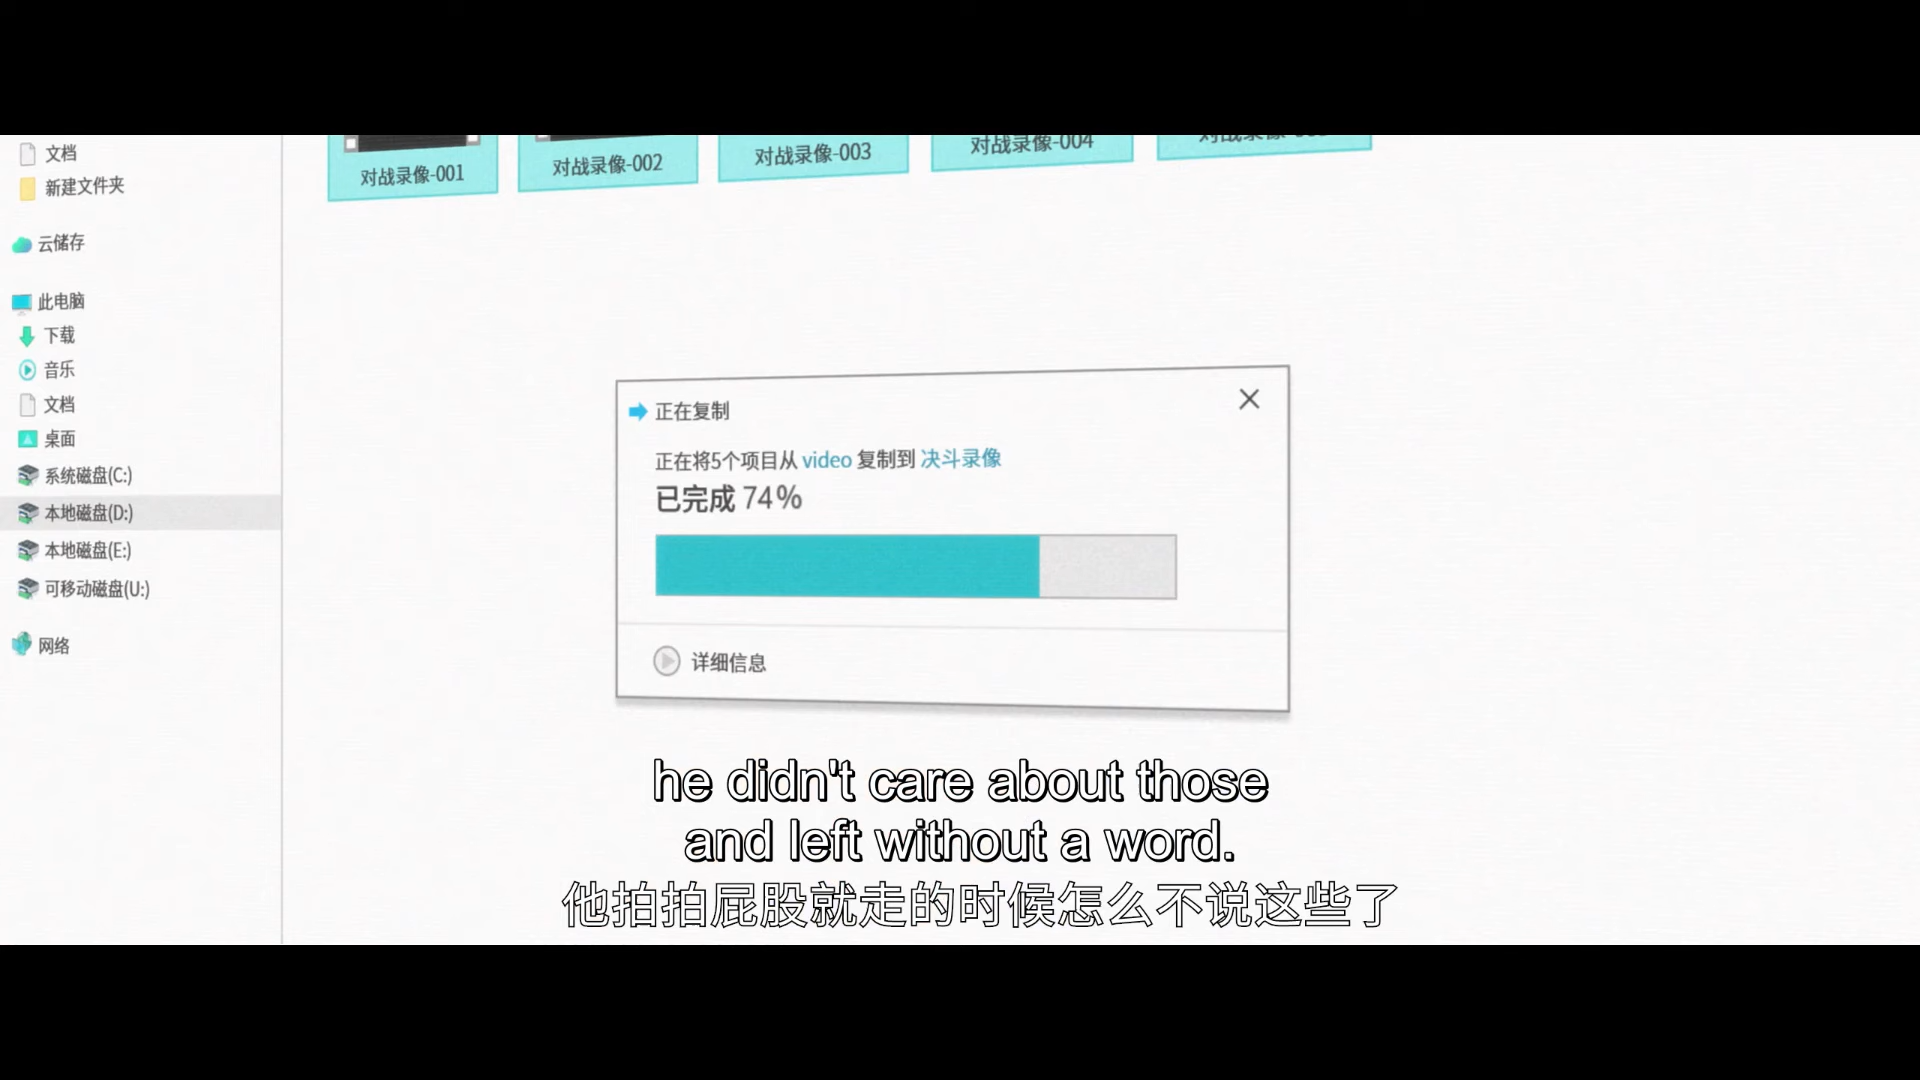 文档
新建文件夹
云储存
此电脑
下载
音乐
文档
桌面
系统磁盘(C:)
本地磁盘(D:)
本地磁盘(E:)
可移动磁盘(U:)
网络
对战录像-001
对战录像-002
对战录像-003
对战录像-004
对战录像
正在复制
正在将5个项目从 video 复制到 决斗录像
已完成 74%
详细信息
he didn't care about those
and left without a word.
他拍拍屁股就走的时候怎么不说这些了